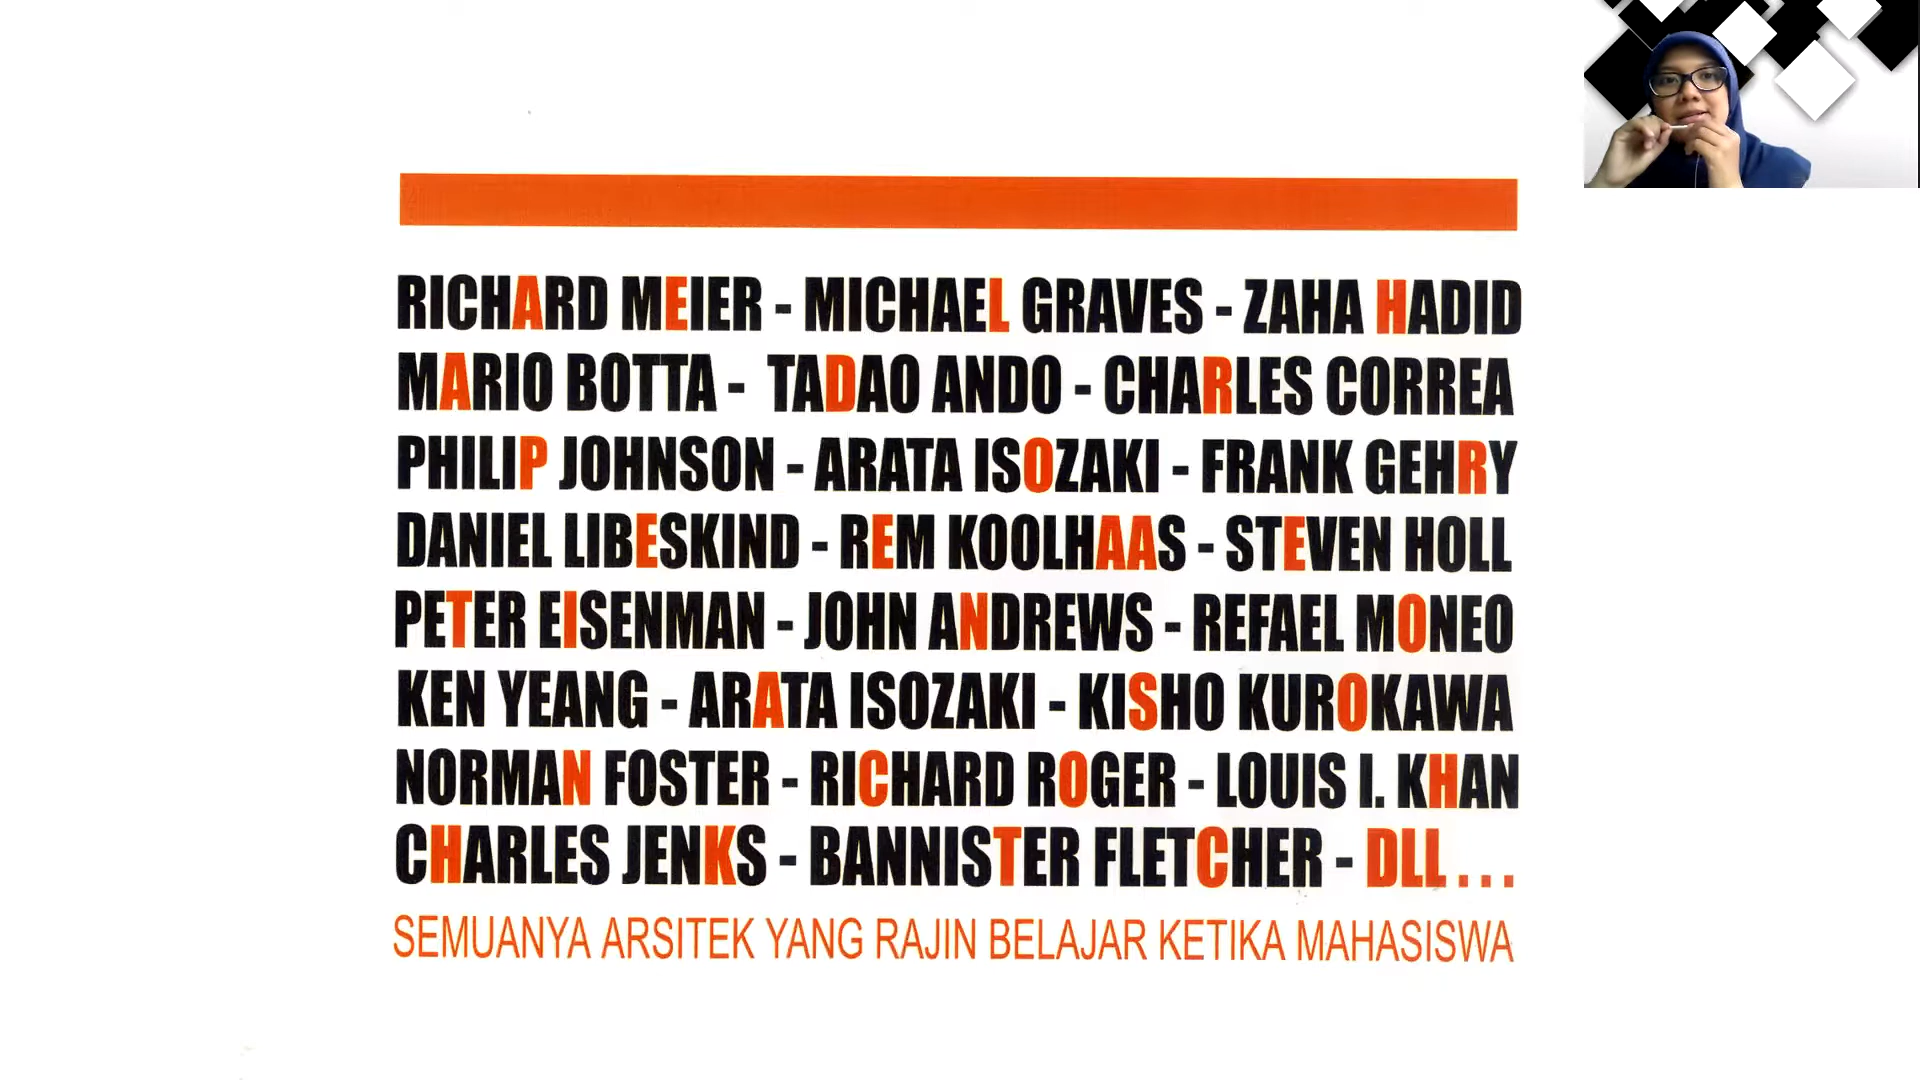 RICHARD MEIER - MICHAEL GRAVES - ZAHA HADID
MARIO BOTTA - TADAO ANDO - CHARLES CORREA
PHILIP JOHNSON - ARATA ISOZAKI - FRANK GEHRY
DANIEL LIBESKIND - REM KOOLHAAS - STEVEN HOLL
PETER EISENMAN - JOHN ANDREWS - REFAEL MONEO
KEN YEANG - ARATA ISOZAKI - KISHO KUROKAWA
NORMAN FOSTER - RICHARD ROGER - LOUIS I. KHAN
CHARLES JENKS - BANNISTER FLETCHER - DLL...
SEMUANYA ARSITEK YANG RAJIN BELAJAR KETIKA MAHASISWA